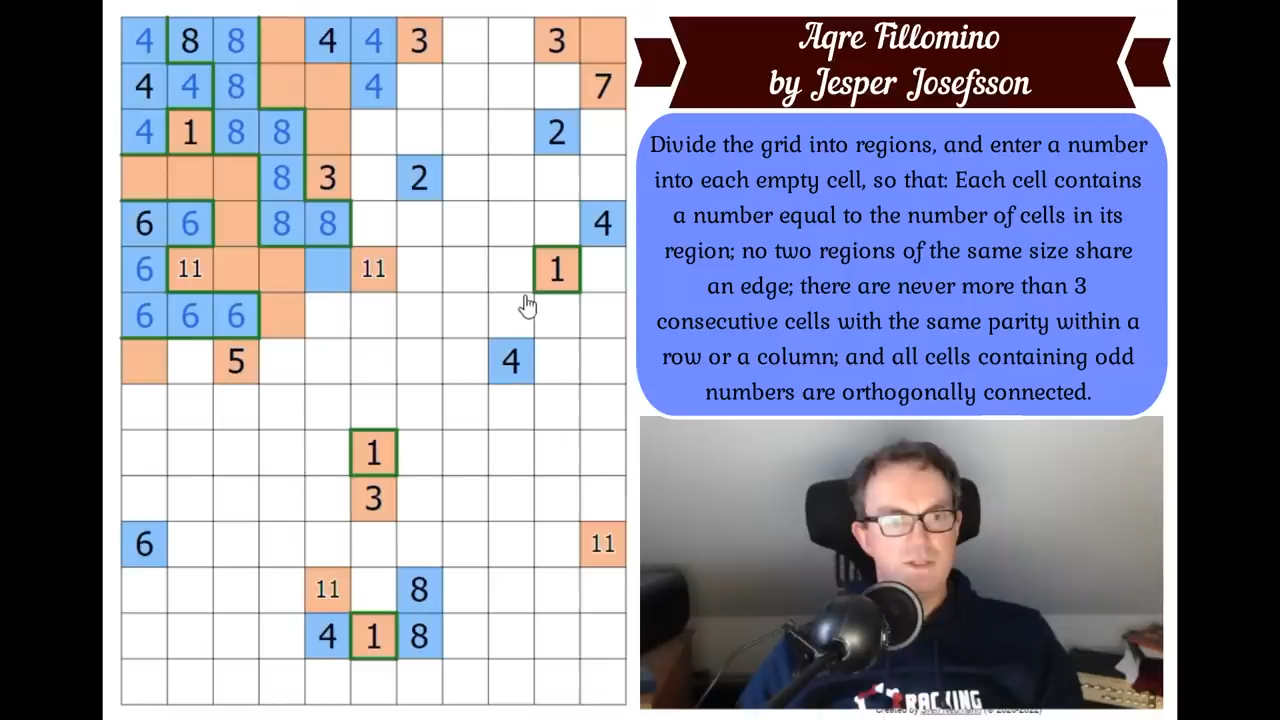 4 8 8 4 4 3 3
4 4 8 4 7
4 1 8 8 2
8 3 2
6 6 8 8 4
6 11 11 1
6 6 6
5 4
1
3
6 11
11 8
4 1 8
Aqre Fillomino
by Jesper Josefsson
Divide the grid into regions, and enter a number
into each empty cell, so that: Each cell contains
a number equal to the number of cells in its
region; no two regions of the same size share
an edge; there are never more than 3
consecutive cells with the same parity within a
row or a column; and all cells containing odd
numbers are orthogonally connected.